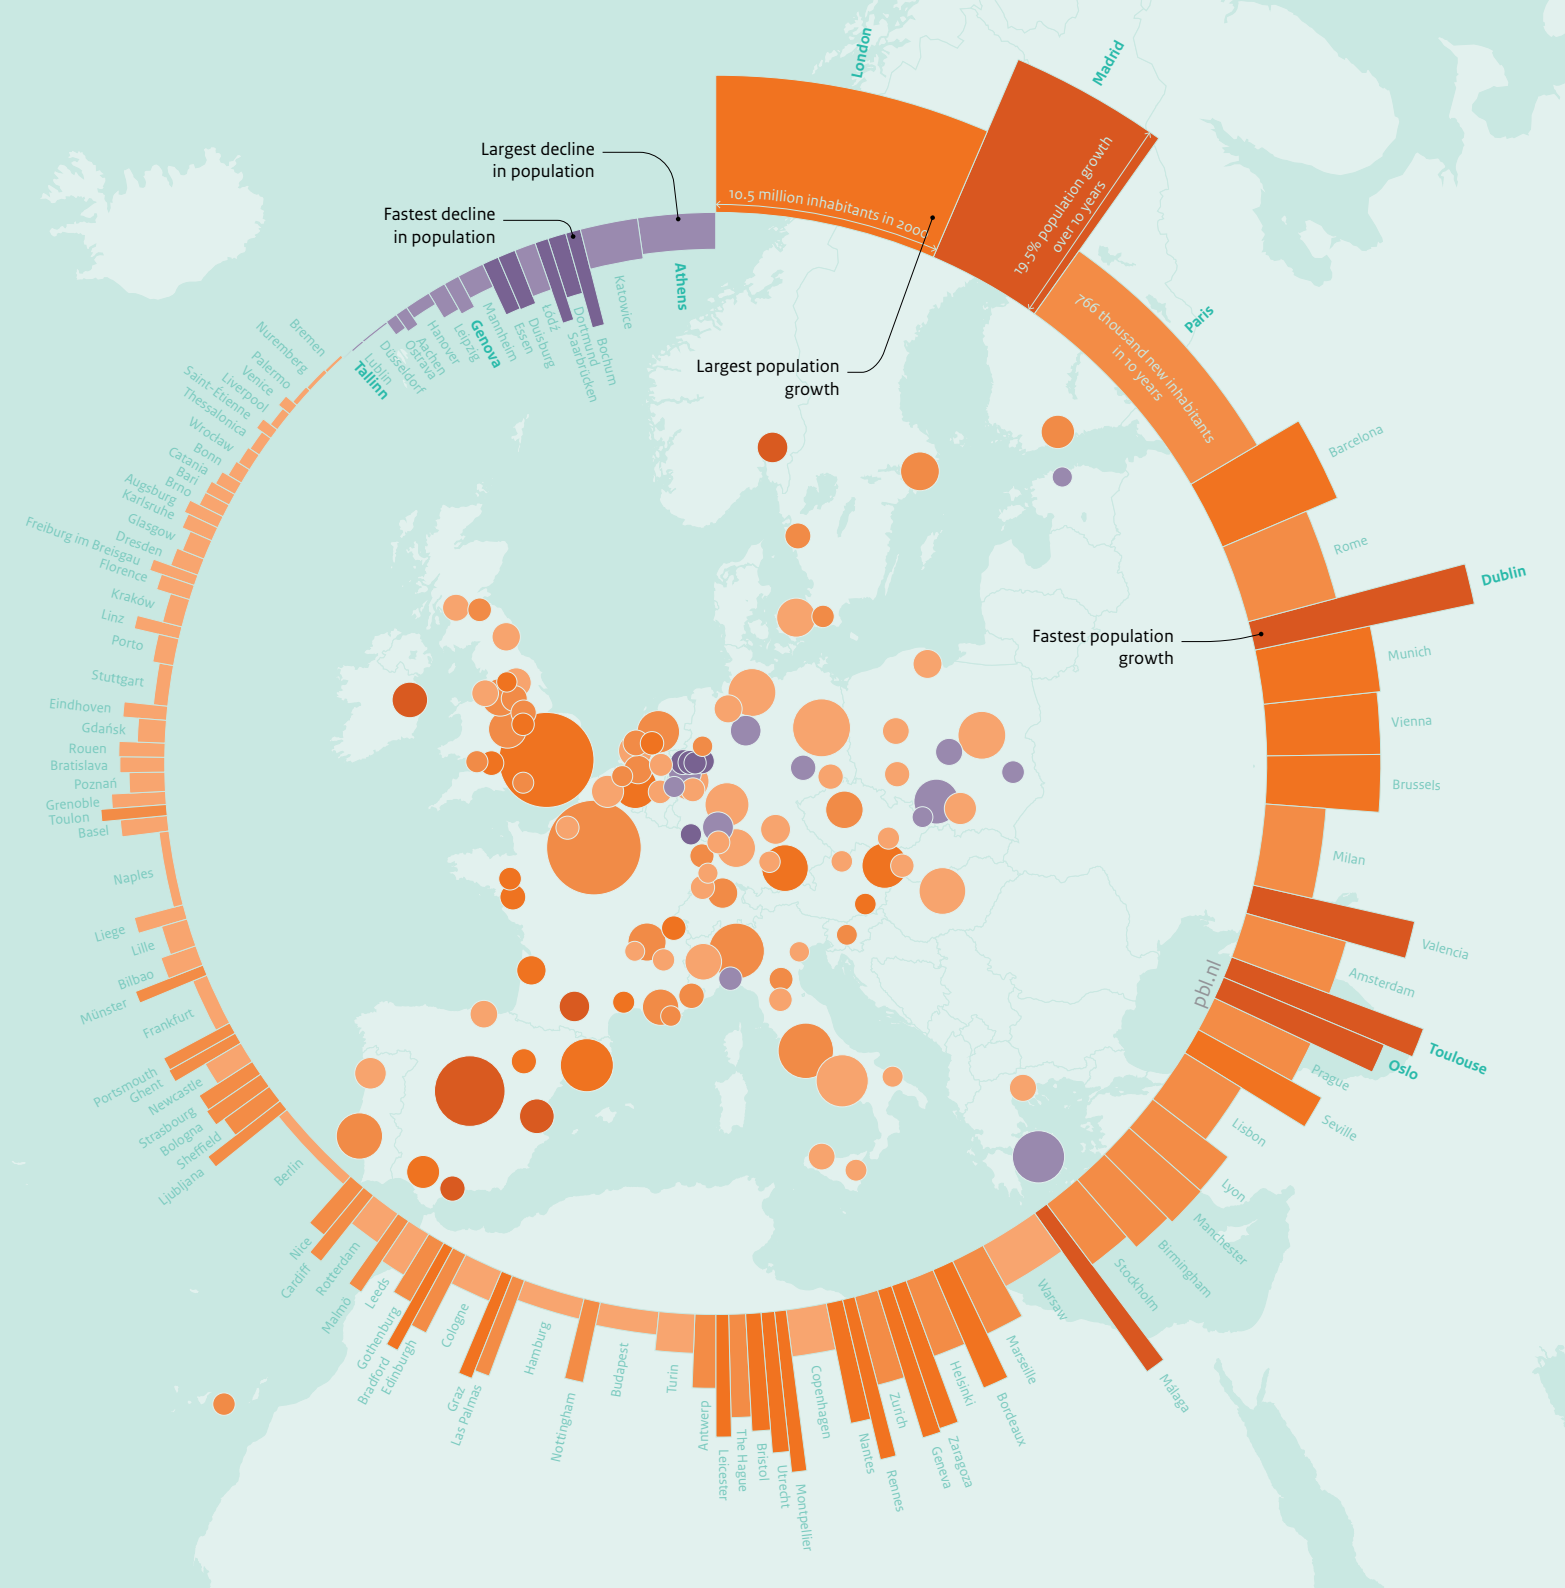 London
Madrid
Largest decline
in population
Fastest decline
in population
10.5 million inhabitants in 2000
19.5% population growth
over 10 years
Paris
766 thousand new inhabitants
in 10 years
Largest population
growth
Barcelona
Rome
Dublin
Fastest population
growth
Munich
Vienna
Brussels
Milan
Valencia
Amsterdam
pbl.nl
Toulouse
Oslo
Prague
Seville
Lisbon
Lyon
Manchester
Birmingham
Stockholm
Málaga
Warsaw
Marseille
Bordeaux
Helsinki
Zaragoza
Geneva
Zurich
Rennes
Nantes
Copenhagen
Montpellier
Utrecht
Bristol
The Hague
Leicester
Antwerp
Turin
Budapest
Nottingham
Hamburg
Las Palmas
Graz
Cologne
Edinburgh
Bradford
Gothenburg
Leeds
Malmö
Rotterdam
Cardiff
Nice
Berlin
Ljubljana
Sheffield
Bologna
Strasbourg
Newcastle
Ghent
Portsmouth
Frankfurt
Münster
Bilbao
Lille
Liege
Naples
Basel
Toulon
Grenoble
Poznań
Bratislava
Rouen
Gdańsk
Eindhoven
Stuttgart
Porto
Linz
Kraków
Florence
Freiburg im Breisgau
Dresden
Glasgow
Karlsruhe
Augsburg
Brno
Bari
Catania
Bonn
Wrocław
Thessalonica
Saint-Étienne
Liverpool
Venice
Palermo
Nuremberg
Bremen
Tallinn
Lublin
Düsseldorf
Ostrava
Aachen
Hanover
Leipzig
Genova
Mannheim
Essen
Duisburg
Łódź
Saarbrücken
Dortmund
Bochum
Katowice
Athens